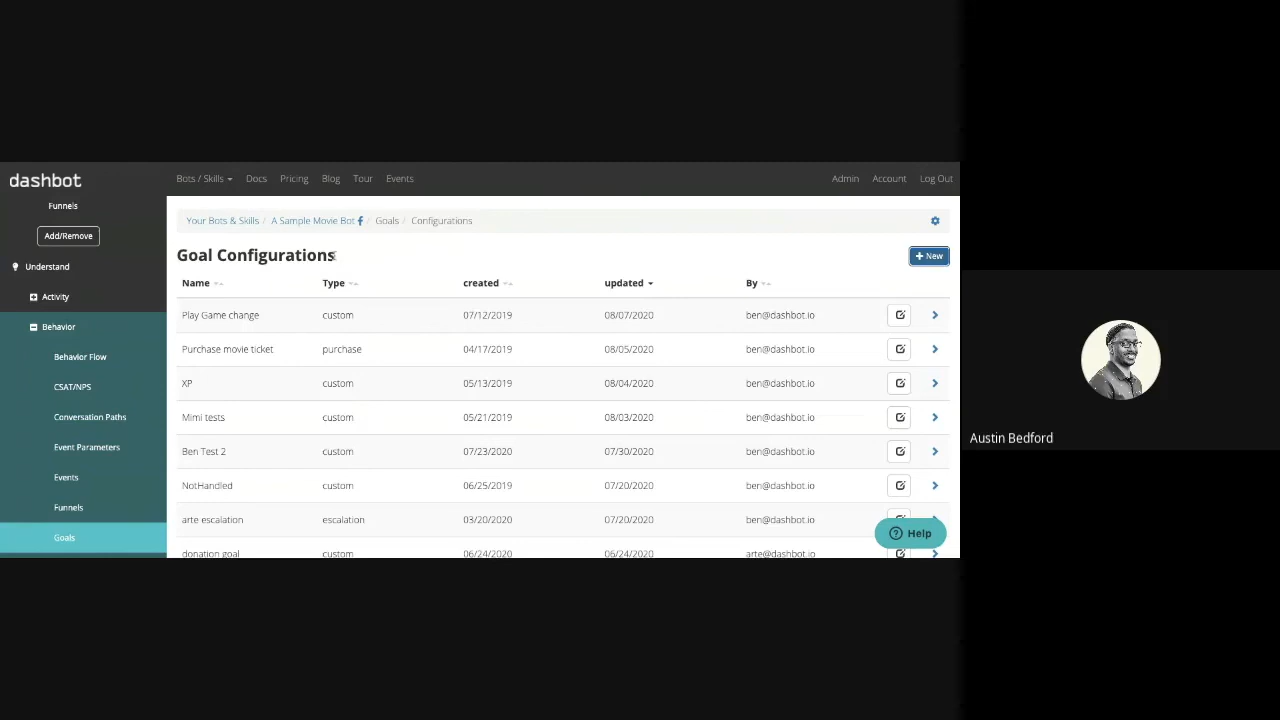 dashbot
Bots / Skills Docs Pricing Blog Tour Events Admin Account Log Out
Funnels
Add/Remove
Understand
Activity
Behavior
Behavior Flow
CSAT/NPS
Conversation Paths
Event Parameters
Events
Funnels
Goals
Your Bots & Skills / A Sample Movie Bot / Goals / Configurations
Goal Configurations
+ New
Name Type created updated By
Play Game change custom 07/12/2019 08/07/2020 ben@dashbot.io
Purchase movie ticket purchase 04/17/2019 08/05/2020 ben@dashbot.io
XP custom 05/13/2019 08/04/2020 ben@dashbot.io
Mimi tests custom 05/21/2019 08/03/2020 ben@dashbot.io
Ben Test 2 custom 07/23/2020 07/30/2020 ben@dashbot.io
NotHandled custom 06/25/2019 07/20/2020 ben@dashbot.io
arte escalation escalation 03/20/2020 07/20/2020 ben@dashbot.io
donation goal custom 06/24/2020 06/24/2020 arte@dashbot.io
Help
Austin Bedford